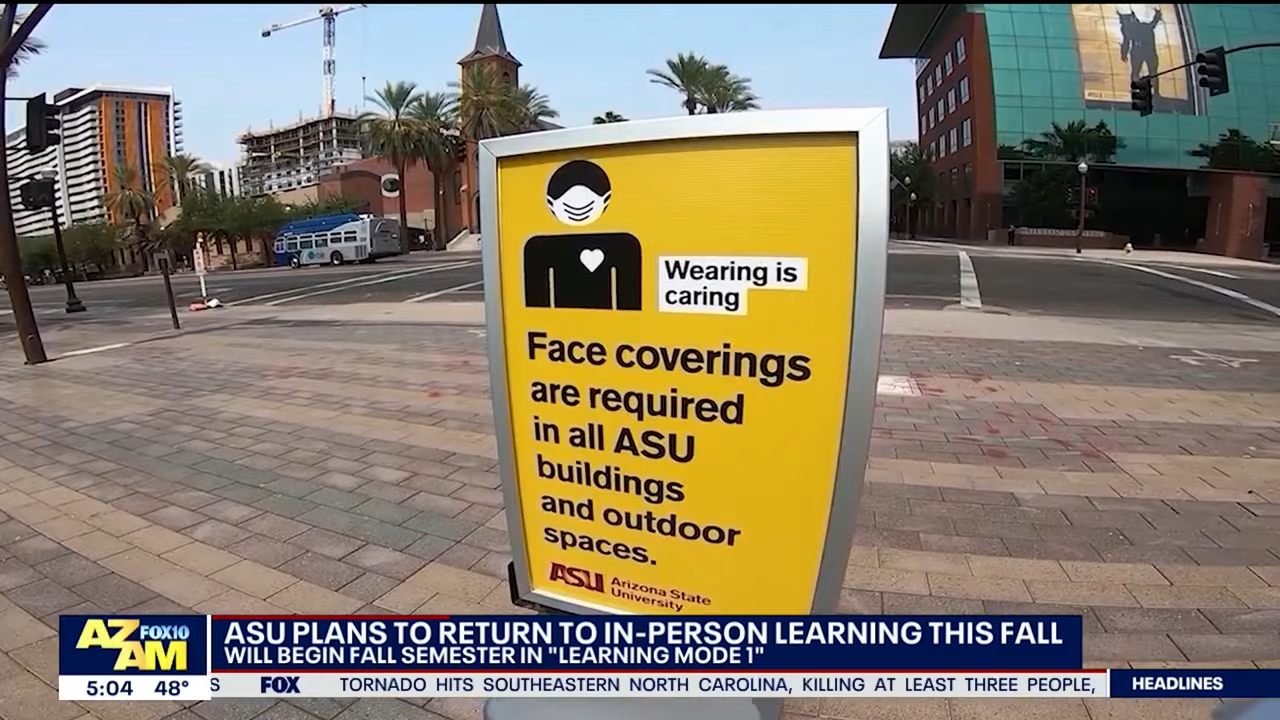 Wearing is
caring
Face coverings
are required
in all ASU
buildings
and outdoor
spaces.
ASU Arizona State
University
AZ FOX10
AM
ASU PLANS TO RETURN TO IN-PERSON LEARNING THIS FALL
WILL BEGIN FALL SEMESTER IN "LEARNING MODE 1"
5:04 48° S FOX TORNADO HITS SOUTHEASTERN NORTH CAROLINA, KILLING AT LEAST THREE PEOPLE, HEADLINES